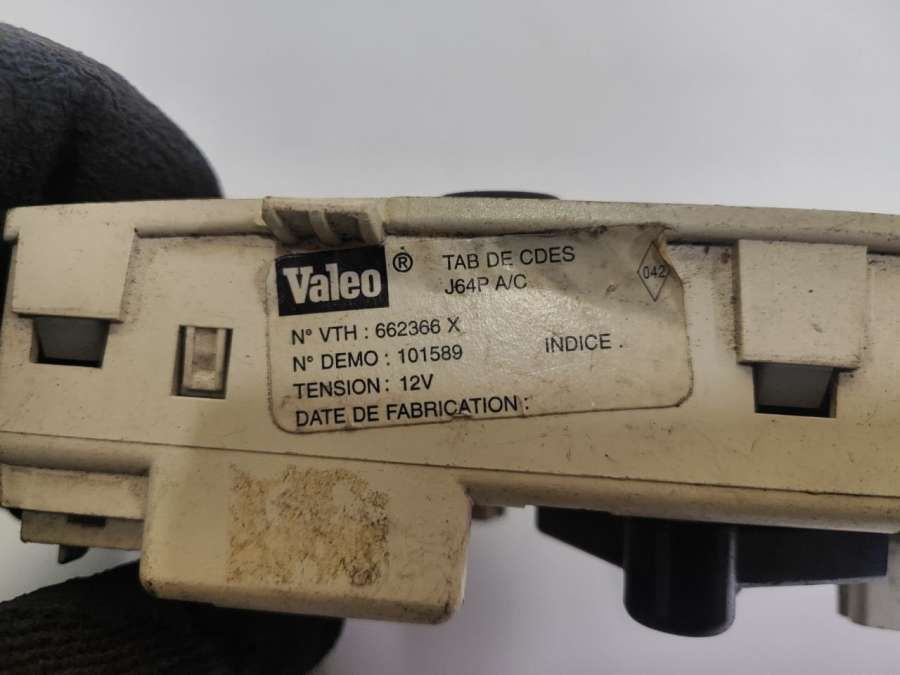 Valeo ®
TAB DE CDES
J64P A/C
042
N° VTH : 662366 X
N° DEMO : 101589
INDICE .
TENSION : 12V
DATE DE FABRICATION :